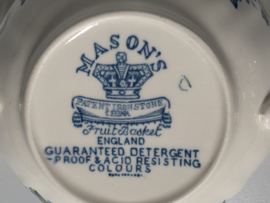 MASON'S
PATENT IRONSTONE
CHINA
Fruit Basket
ENGLAND
GUARANTEED DETERGENT
-PROOF & ACID RESISTING
COLOURS